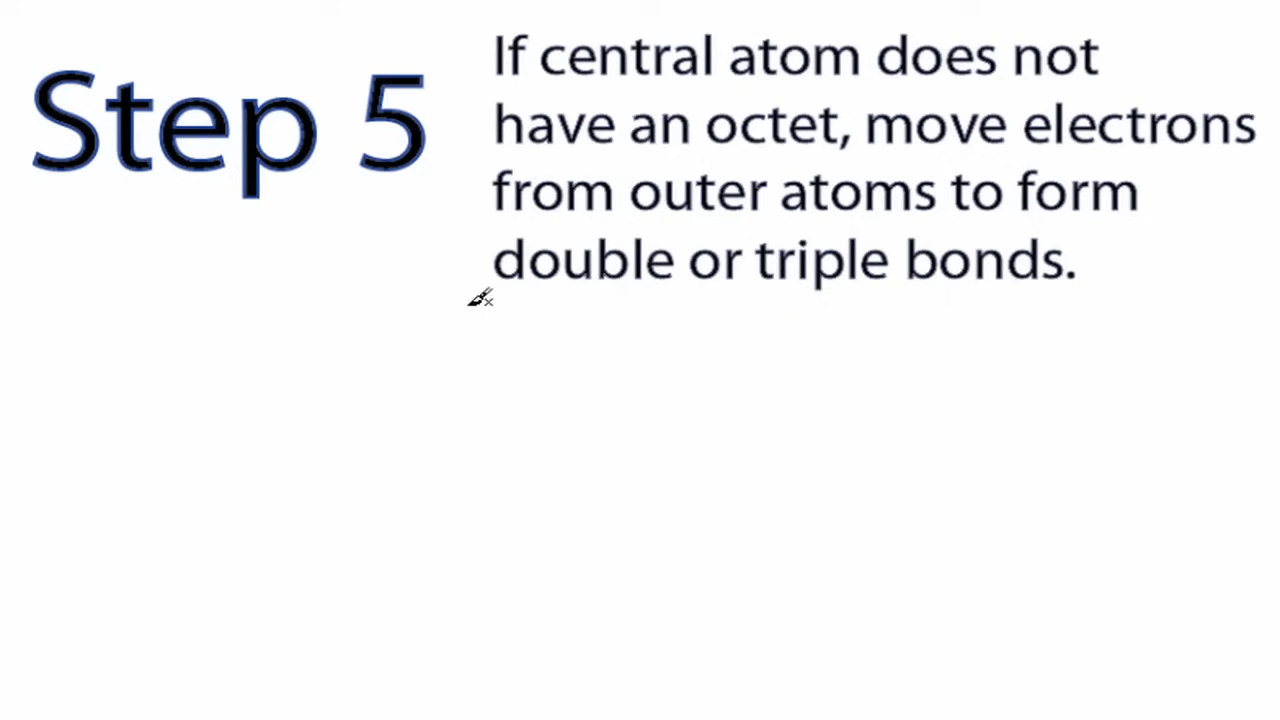 Step 5
If central atom does not
have an octet, move electrons
from outer atoms to form
double or triple bonds.